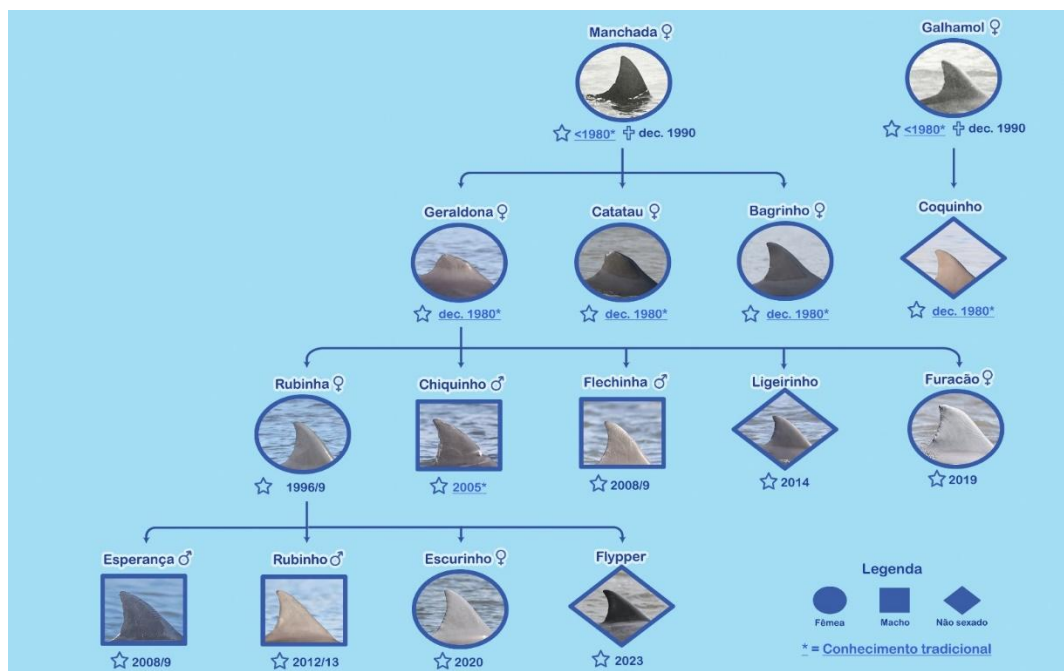 Manchada ♀
Galhamol ♀
☆ <1980* ✞ dec. 1990
☆ <1980* ✞ dec. 1990
Geraldona ♀
Catatau ♀
Bagrinho ♀
Coquinho
☆ dec. 1980*
☆ dec. 1980*
☆ dec. 1980*
☆ dec. 1980*
Rubinha ♀
Chiquinho ♂
Flechinha ♂
Ligeirinho
Furacão ♀
☆ 1996/9
☆ 2005*
☆ 2008/9
☆ 2014
☆ 2019
Esperança ♂
Rubinho ♂
Escurinho ♀
Flypper
☆ 2008/9
☆ 2012/13
☆ 2020
☆ 2023
Legenda
Fêmea
Macho
Não sexado
* = Conhecimento tradicional